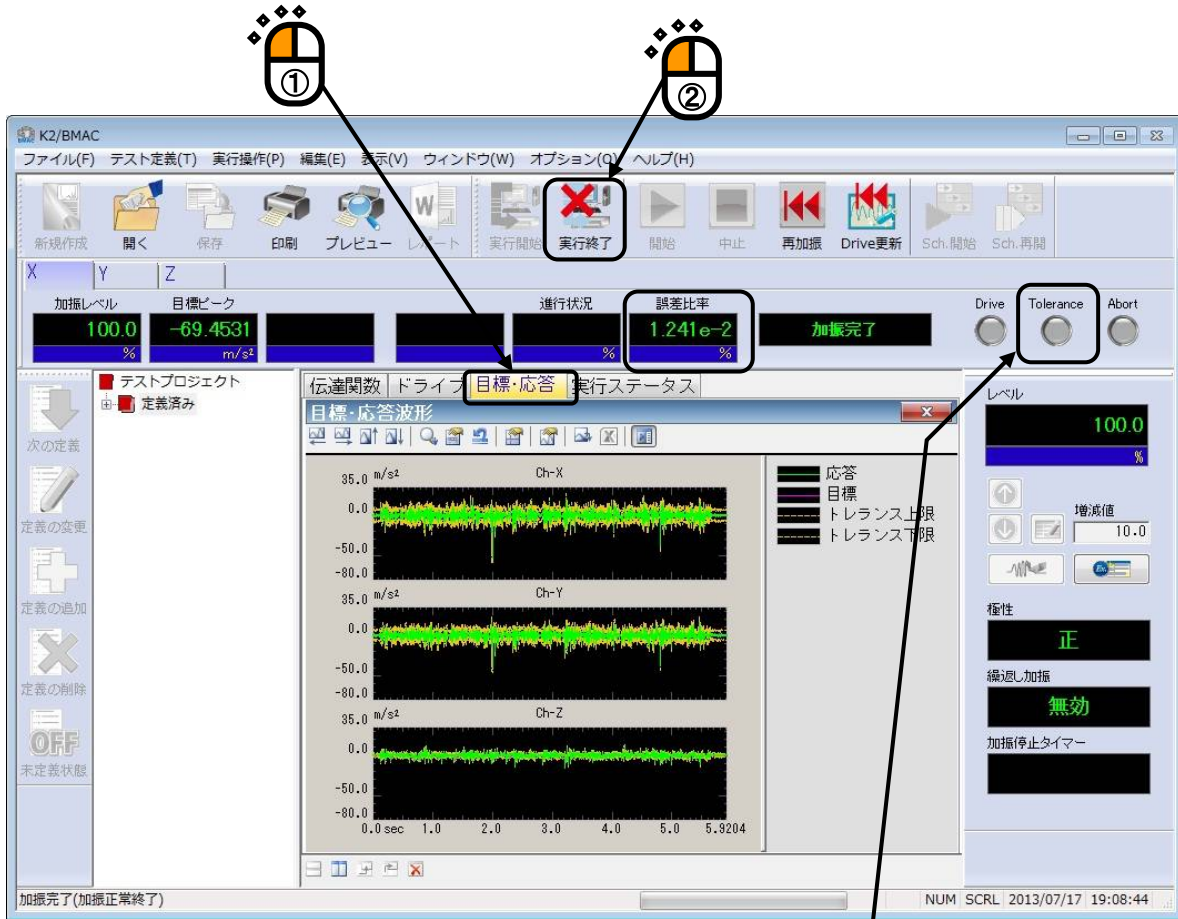 ①
②
K2/BMAC
ファイル(F) テスト定義(T) 実行操作(P) 編集(E) 表示(V) ウィンドウ(W) オプション(O) ヘルプ(H)
新規作成 開く 保存 印刷 プレビュー レポート 実行開始 実行終了 開始 中止 再加振 Drive更新 Sch.開始 Sch.再開
X Y Z
加振レベル 目標ピーク 進行状況 誤差比率 Drive Tolerance Abort
100.0 -69.4531 1.241e-2 加振完了
% m/s² % %
テストプロジェクト
定義済み
次の定義
定義の変更
定義の追加
定義の削除
OFF
未定義状態
伝達関数 ドライブ 目標・応答 実行ステータス
目標・応答波形
35.0 m/s² Ch-X
0.0
-50.0
-80.0
35.0 m/s² Ch-Y
0.0
-50.0
-80.0
35.0 m/s² Ch-Z
0.0
-50.0
-80.0
0.0 sec 1.0 2.0 3.0 4.0 5.0 5.9204
応答
目標
トレランス上限
トレランス下限
レベル
100.0
%
増減値
10.0
極性
正
繰返し加振
無効
加振停止タイマー
加振完了(加振正常終了)
NUM SCRL 2013/07/17 19:08:44